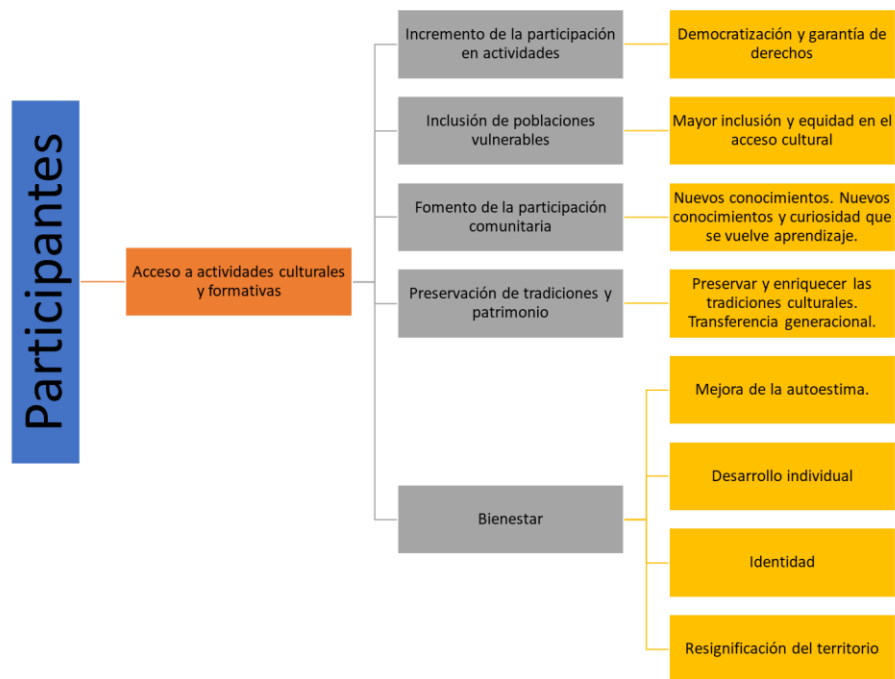 Participantes
Acceso a actividades culturales
y formativas
Incremento de la participación
en actividades
Democratización y garantía de
derechos
Inclusión de poblaciones
vulnerables
Mayor inclusión y equidad en el
acceso cultural
Fomento de la participación
comunitaria
Nuevos conocimientos. Nuevos
conocimientos y curiosidad que
se vuelve aprendizaje.
Preservación de tradiciones y
patrimonio
Preservar y enriquecer las
tradiciones culturales.
Transferencia generacional.
Bienestar
Mejora de la autoestima.
Desarrollo individual
Identidad
Resignificación del territorio